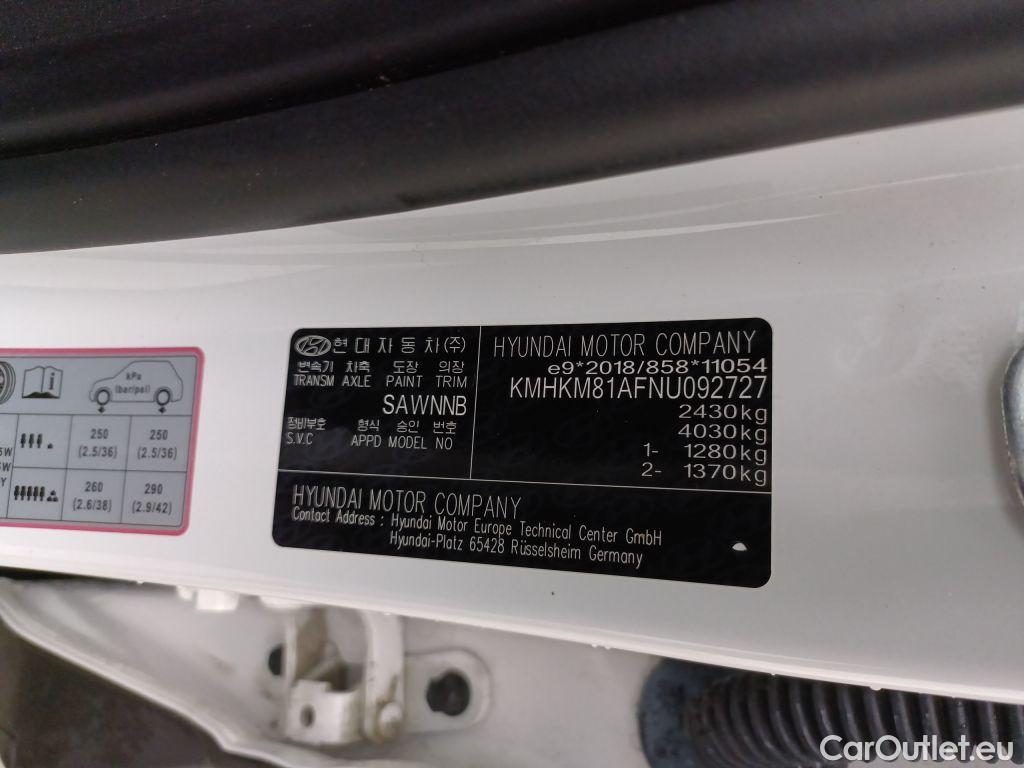 kPa
(bar/psi)
250
(2.5/36)
250
(2.5/36)
260
(2.6/38)
290
(2.9/42)
현대자동차(주)
변속기 차축 도장 의장
TRANSM AXLE PAINT TRIM
SAWNNB
정비부호 형식 승인 번호
S.V.C APPD MODEL NO
HYUNDAI MOTOR COMPANY
e9*2018/858*11054
KMHKM81AFNU092727
2430kg
4030kg
1- 1280kg
2- 1370kg
HYUNDAI MOTOR COMPANY
Contact Address : Hyundai Motor Europe Technical Center GmbH
Hyundai-Platz 65428 Rüsselsheim Germany
CarOutlet.eu